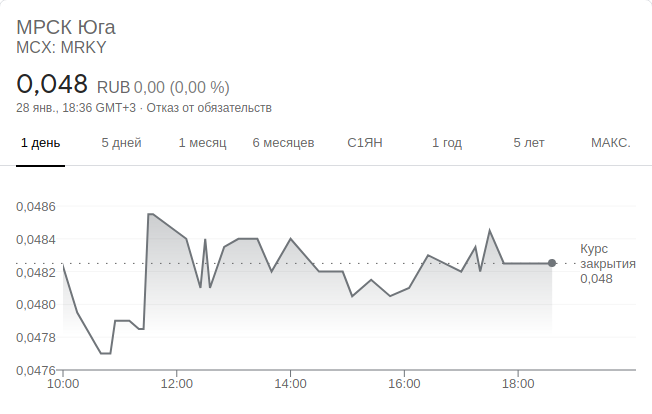 МРСК Юга
MCX: MRKY
0,048 RUB 0,00 (0,00 %)
28 янв., 18:36 GMT+3 · Отказ от обязательств
1 день 5 дней 1 месяц 6 месяцев С1ЯН 1 год 5 лет МАКС.
0,0486
0,0484
0,0482
0,0480
0,0478
0,0476
Курс
закрытия
0,048
10:00 12:00 14:00 16:00 18:00